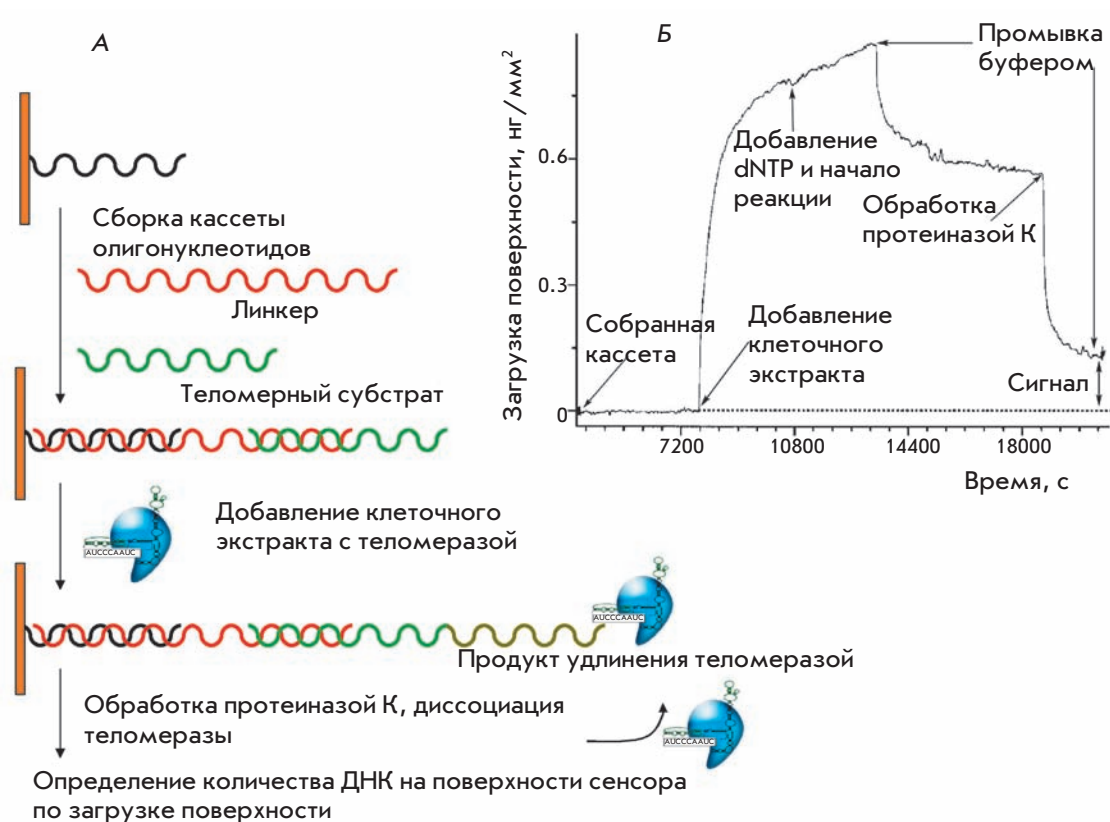 А
Сборка кассеты
олигонуклеотидов
Линкер
Теломерный субстрат
AUCCCAAUC
Добавление клеточного
экстракта с теломеразой
AUCCCAAUC
Продукт удлинения теломеразой
Обработка протеиназой К, диссоциация
теломеразы
AUCCCAAUC
Определение количества ДНК на поверхности сенсора
по загрузке поверхности
Б
Загрузка поверхности, нг/мм²
0.6
0.3
0
Промывка
буфером
Добавление
dNTP и начало
реакции
Обработка
протеиназой К
Собранная
кассета
Добавление
клеточного
экстракта
Сигнал
7200
10800
14400
18000
Время, с